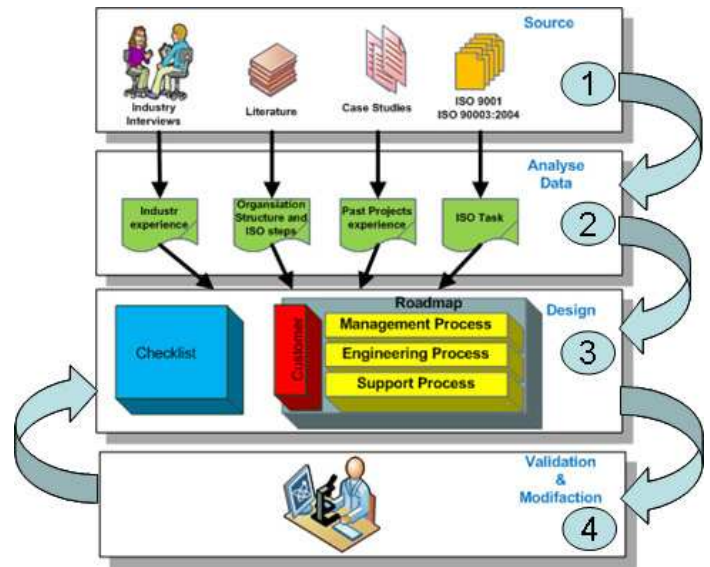 Source
1
Industry
Interviews
Literature
Case Studies
ISO 9001
ISO 90003:2004
Analyse
Data
2
Industr
experience
Organsiation
Structure and
ISO steps
Past Projects
experience
ISO Task
Design
3
Checklist
Customer
Roadmap
Management Process
Engineering Process
Support Process
Validation
&
Modifaction
4